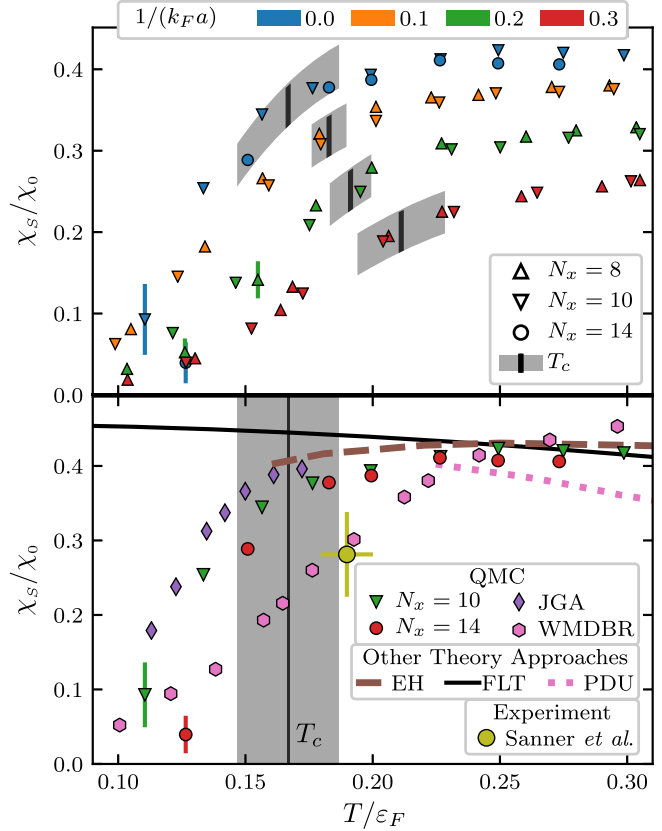 1/(k_F a) 0.0 0.1 0.2 0.3
0.4
0.3
0.2
0.1
0.0
χ_s/χ_0
N_x = 8
N_x = 10
N_x = 14
T_c
0.4
0.3
0.2
0.1
0.0
χ_s/χ_0
T_c
QMC
N_x = 10 JGA
N_x = 14 WMDBR
Other Theory Approaches
EH FLT PDU
Experiment
Sanner et al.
0.10 0.15 0.20 0.25 0.30
T/ε_F